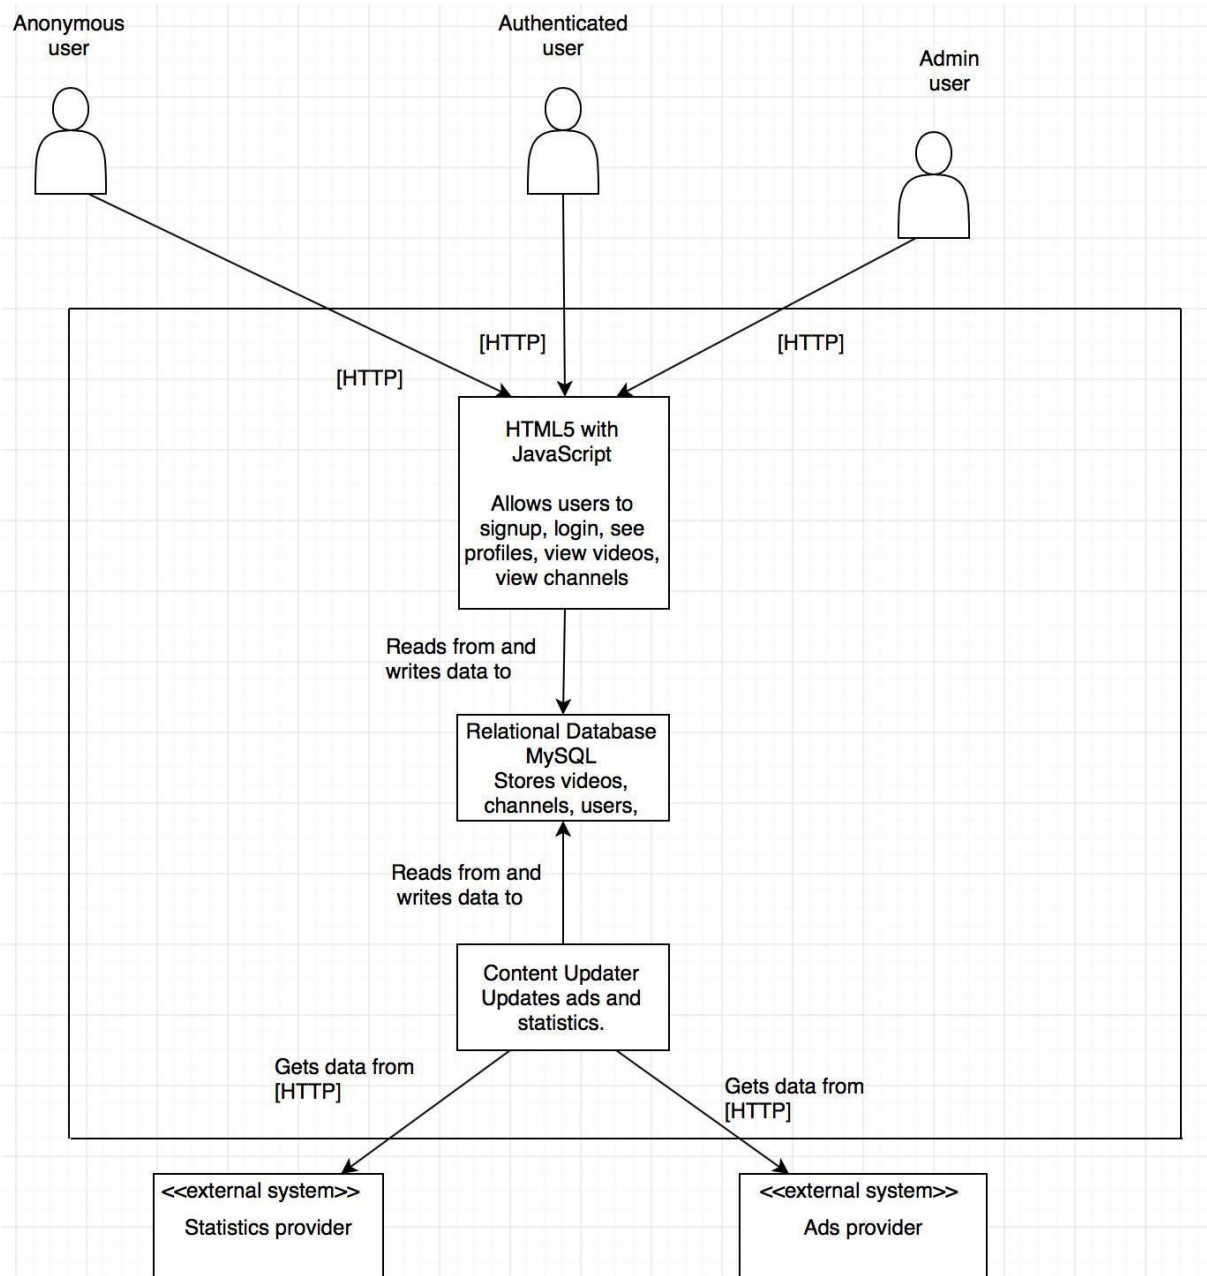 Anonymous
user
Authenticated
user
Admin
user
[HTTP]
[HTTP]
[HTTP]
HTML5 with
JavaScript
Allows users to
signup, login, see
profiles, view videos,
view channels
Reads from and
writes data to
Relational Database
MySQL
Stores videos,
channels, users,
Reads from and
writes data to
Content Updater
Updates ads and
statistics.
Gets data from
[HTTP]
Gets data from
[HTTP]
<<external system>>
Statistics provider
<<external system>>
Ads provider